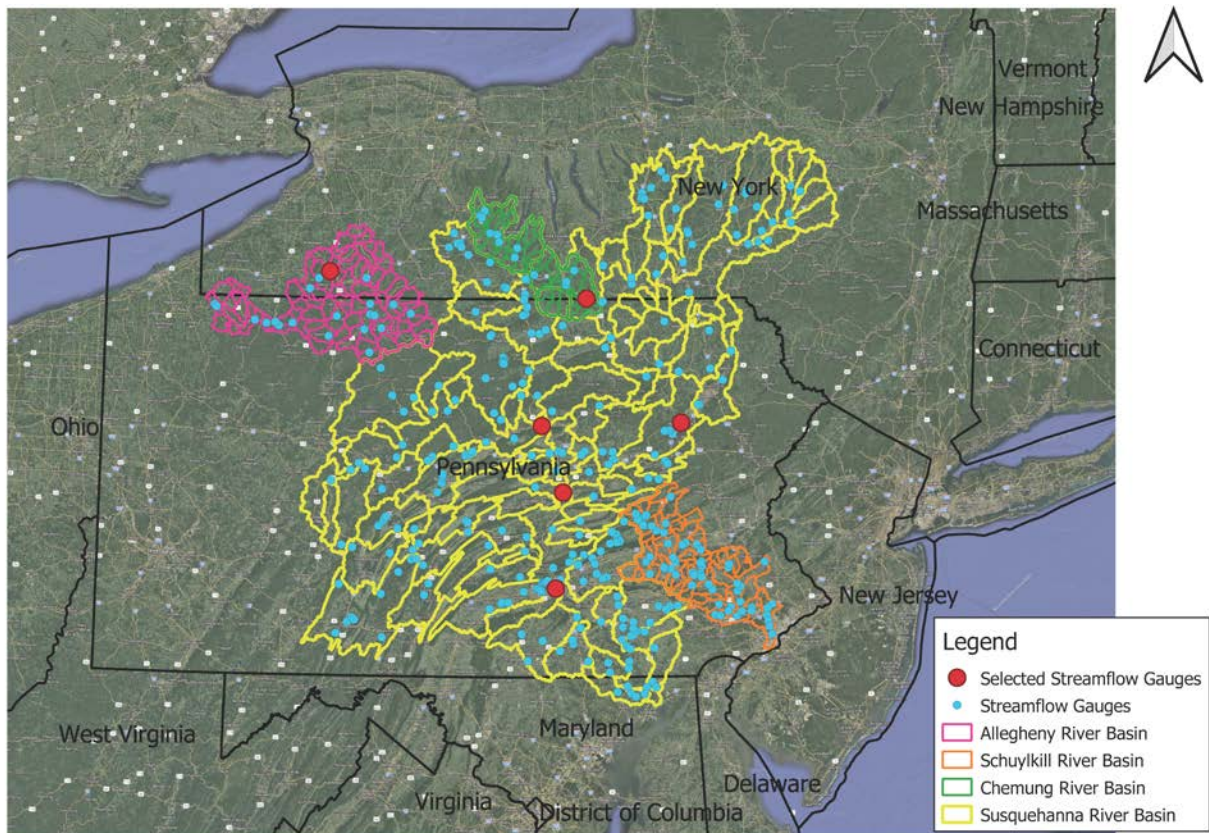 Vermont
New Hampshire
New York
Massachusetts
Connecticut
Ohio
Pennsylvania
New Jersey
West Virginia
Maryland
Delaware
Virginia
District of Columbia
Legend
Selected Streamflow Gauges
Streamflow Gauges
Allegheny River Basin
Schuylkill River Basin
Chemung River Basin
Susquehanna River Basin